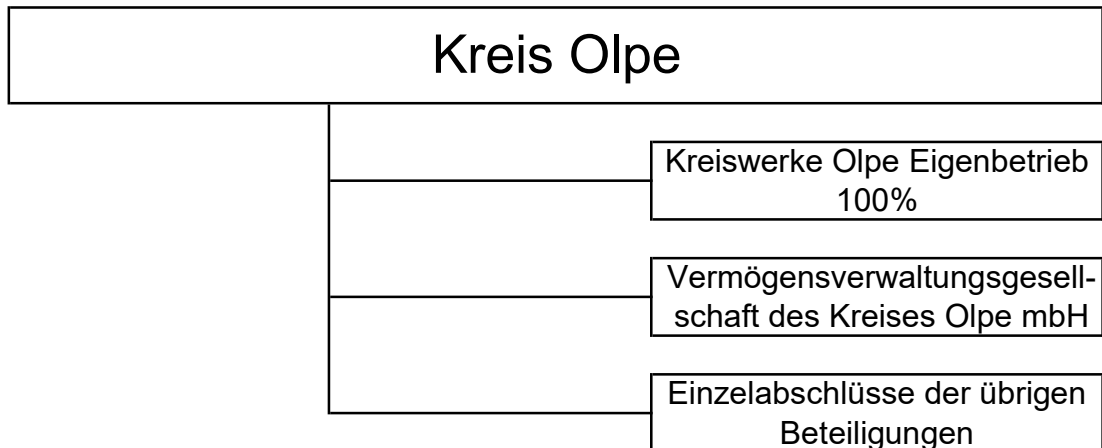 Kreis Olpe
Kreiswerke Olpe Eigenbetrieb
100%
Vermögensverwaltungsgesell-
schaft des Kreises Olpe mbH
Einzelabschlüsse der übrigen
Beteiligungen